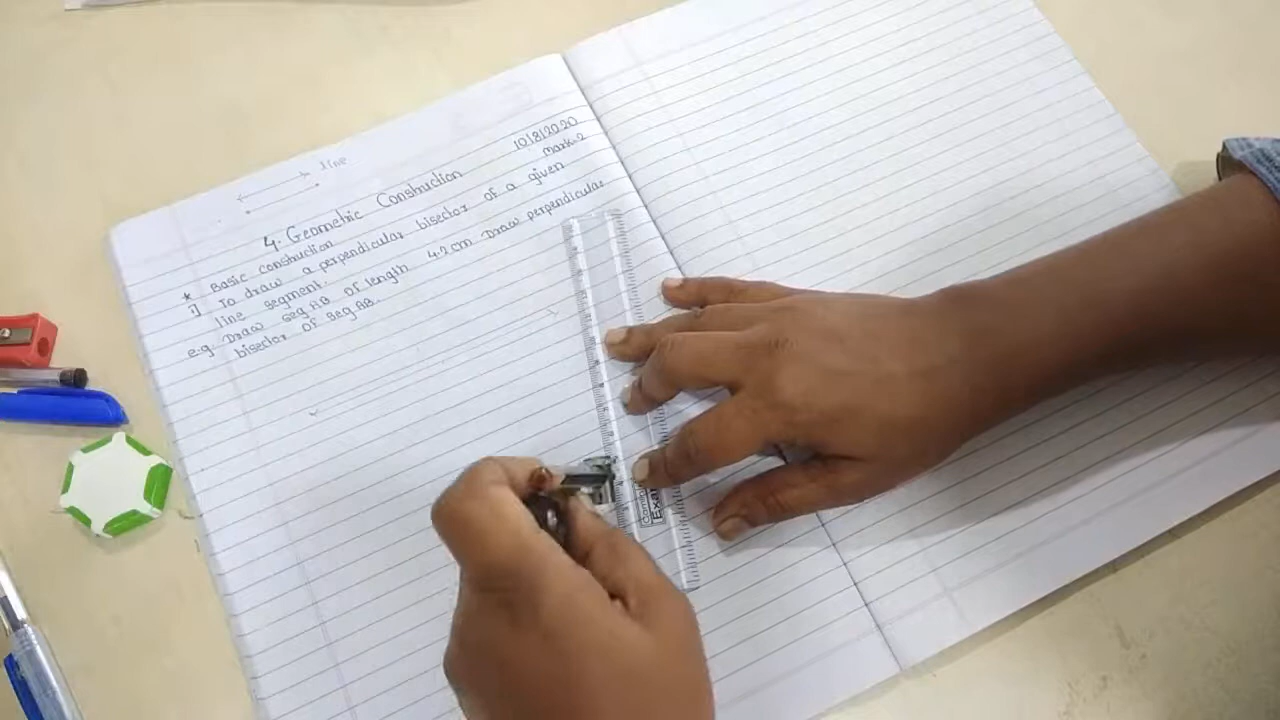 line
10/8/2020
4. Geometric Construction
Mark-2
* Basic construction
1] To draw a perpendicular bisector of a given
line segment.
e.g. Draw seg AB of length 4.2 cm Draw perpendicular
bisector of seg AB.
Exam